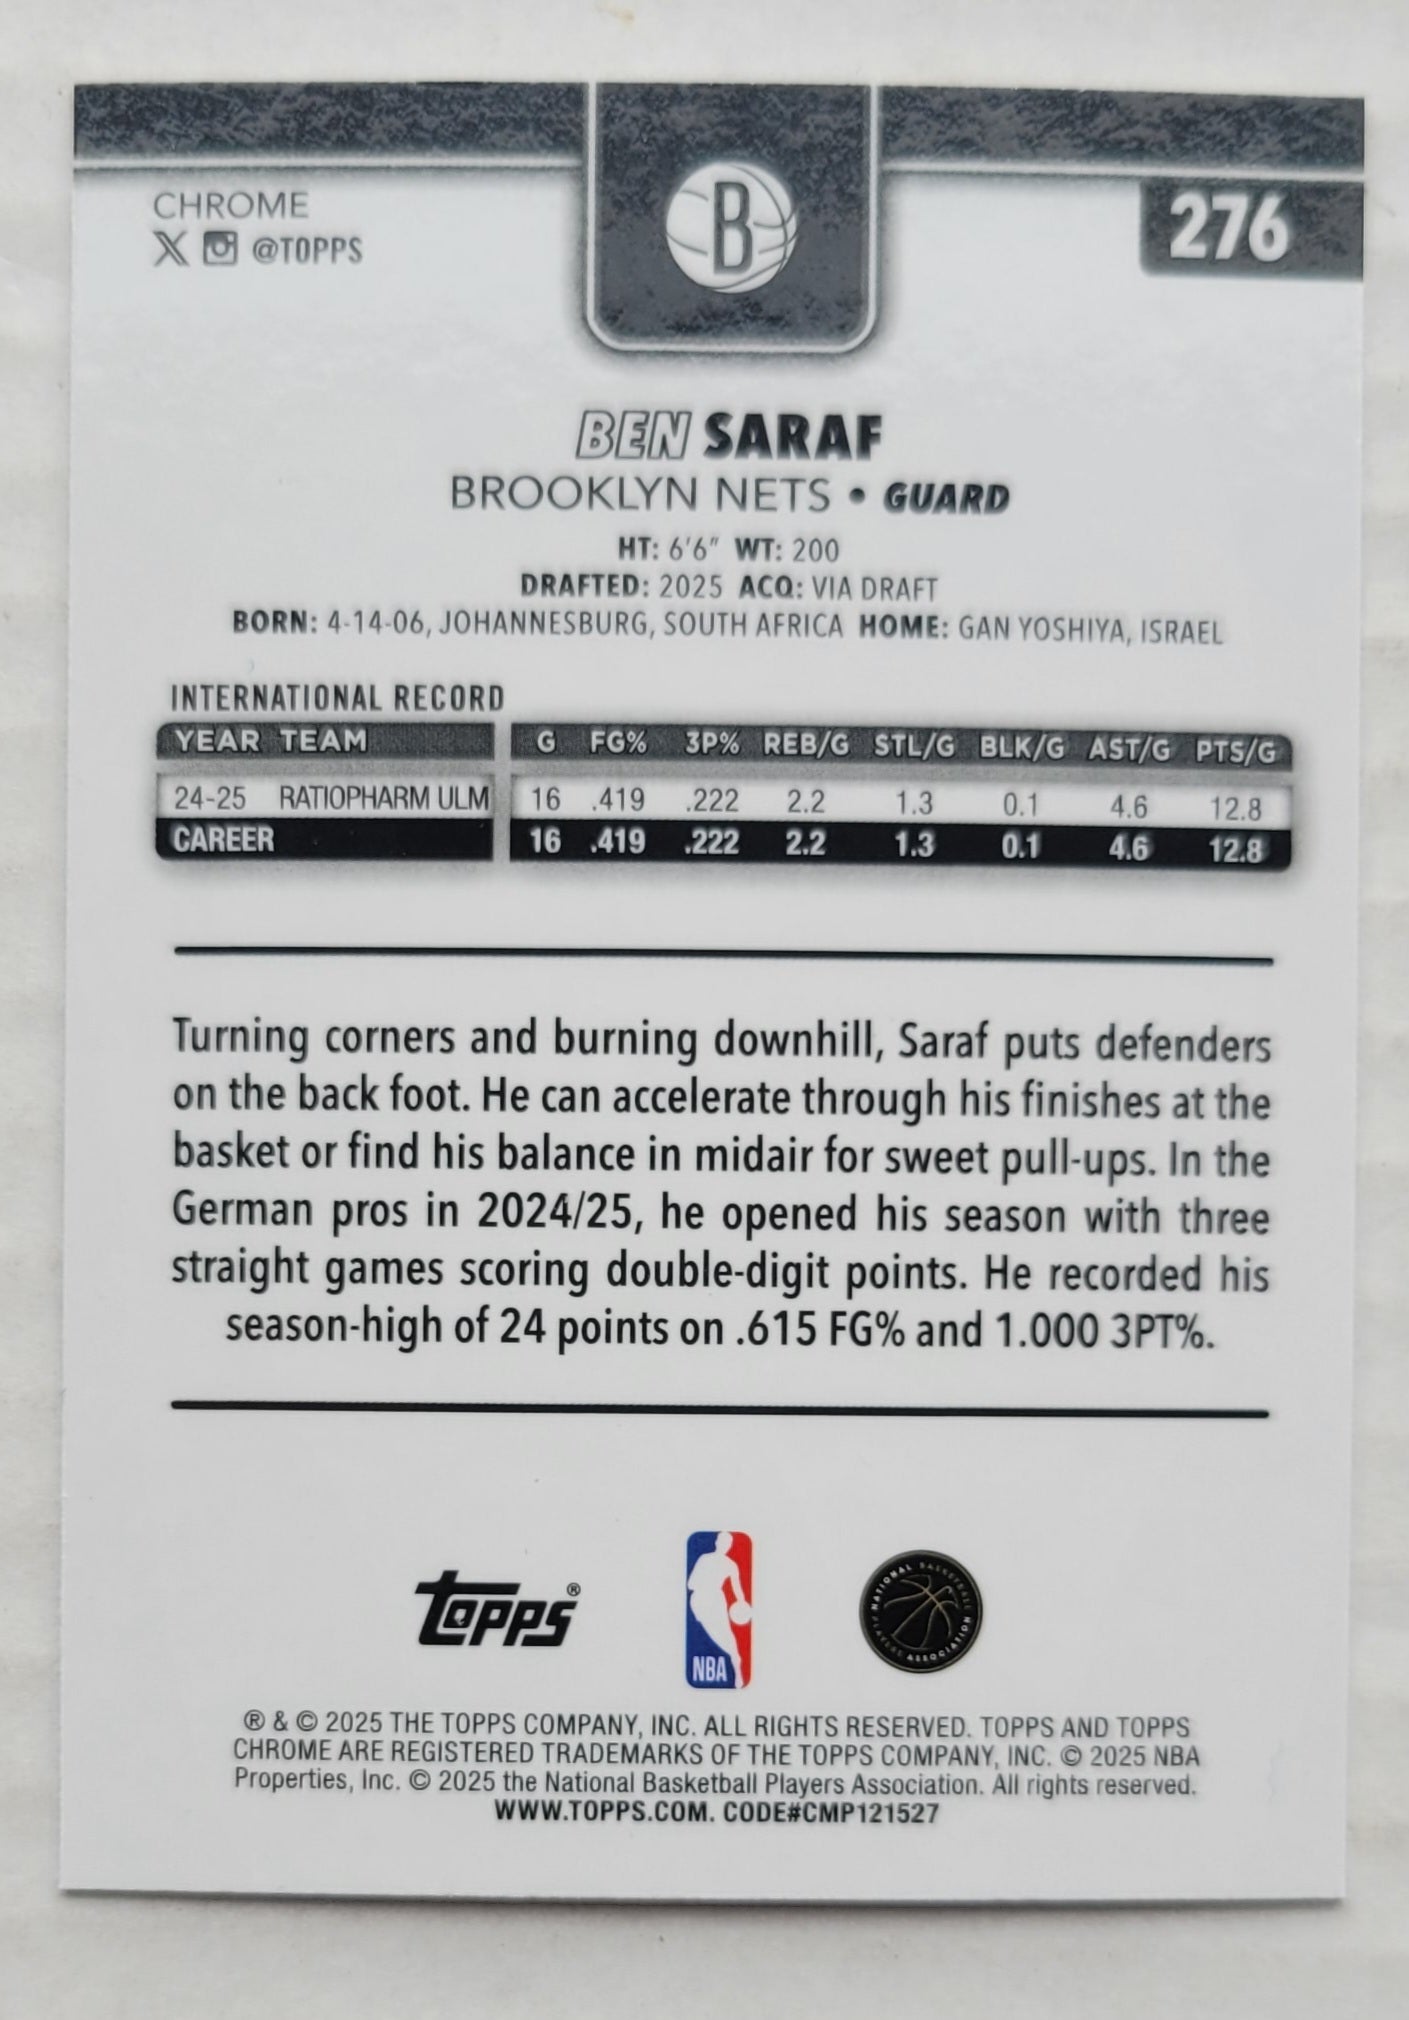 CHROME
@TOPPS
B
276
BEN SARAF
BROOKLYN NETS • GUARD
HT: 6'6" WT: 200
DRAFTED: 2025 ACQ: VIA DRAFT
BORN: 4-14-06, JOHANNESBURG, SOUTH AFRICA HOME: GAN YOSHIYA, ISRAEL
INTERNATIONAL RECORD
YEAR TEAM G FG% 3P% REB/G STL/G BLK/G AST/G PTS/G
24-25 RATIOPHARM ULM 16 .419 .222 2.2 1.3 0.1 4.6 12.8
CAREER 16 .419 .222 2.2 1.3 0.1 4.6 12.8
Turning corners and burning downhill, Saraf puts defenders
on the back foot. He can accelerate through his finishes at the
basket or find his balance in midair for sweet pull-ups. In the
German pros in 2024/25, he opened his season with three
straight games scoring double-digit points. He recorded his
season-high of 24 points on .615 FG% and 1.000 3PT%.
Topps®
NBA
NATIONAL BASKETBALL PLAYERS ASSOCIATION
® & © 2025 THE TOPPS COMPANY, INC. ALL RIGHTS RESERVED. TOPPS AND TOPPS
CHROME ARE REGISTERED TRADEMARKS OF THE TOPPS COMPANY, INC. © 2025 NBA
Properties, Inc. © 2025 the National Basketball Players Association. All rights reserved.
WWW.TOPPS.COM. CODE#CMP121527